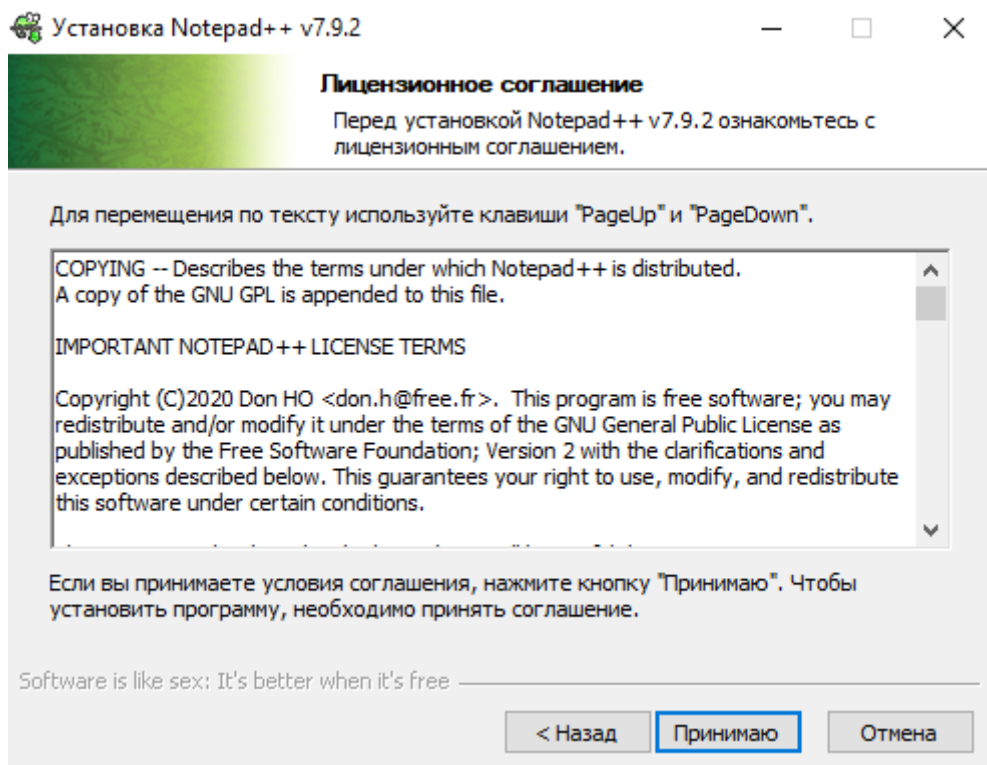 Установка Notepad++ v7.9.2
Лицензионное соглашение
Перед установкой Notepad++ v7.9.2 ознакомьтесь с
лицензионным соглашением.
Для перемещения по тексту используйте клавиши "PageUp" и "PageDown".
COPYING -- Describes the terms under which Notepad++ is distributed.
A copy of the GNU GPL is appended to this file.
IMPORTANT NOTEPAD++ LICENSE TERMS
Copyright (C)2020 Don HO <don.h@free.fr>. This program is free software; you may
redistribute and/or modify it under the terms of the GNU General Public License as
published by the Free Software Foundation; Version 2 with the clarifications and
exceptions described below. This guarantees your right to use, modify, and redistribute
this software under certain conditions.
Если вы принимаете условия соглашения, нажмите кнопку "Принимаю". Чтобы
установить программу, необходимо принять соглашение.
Software is like sex: It's better when it's free
< Назад
Принимаю
Отмена